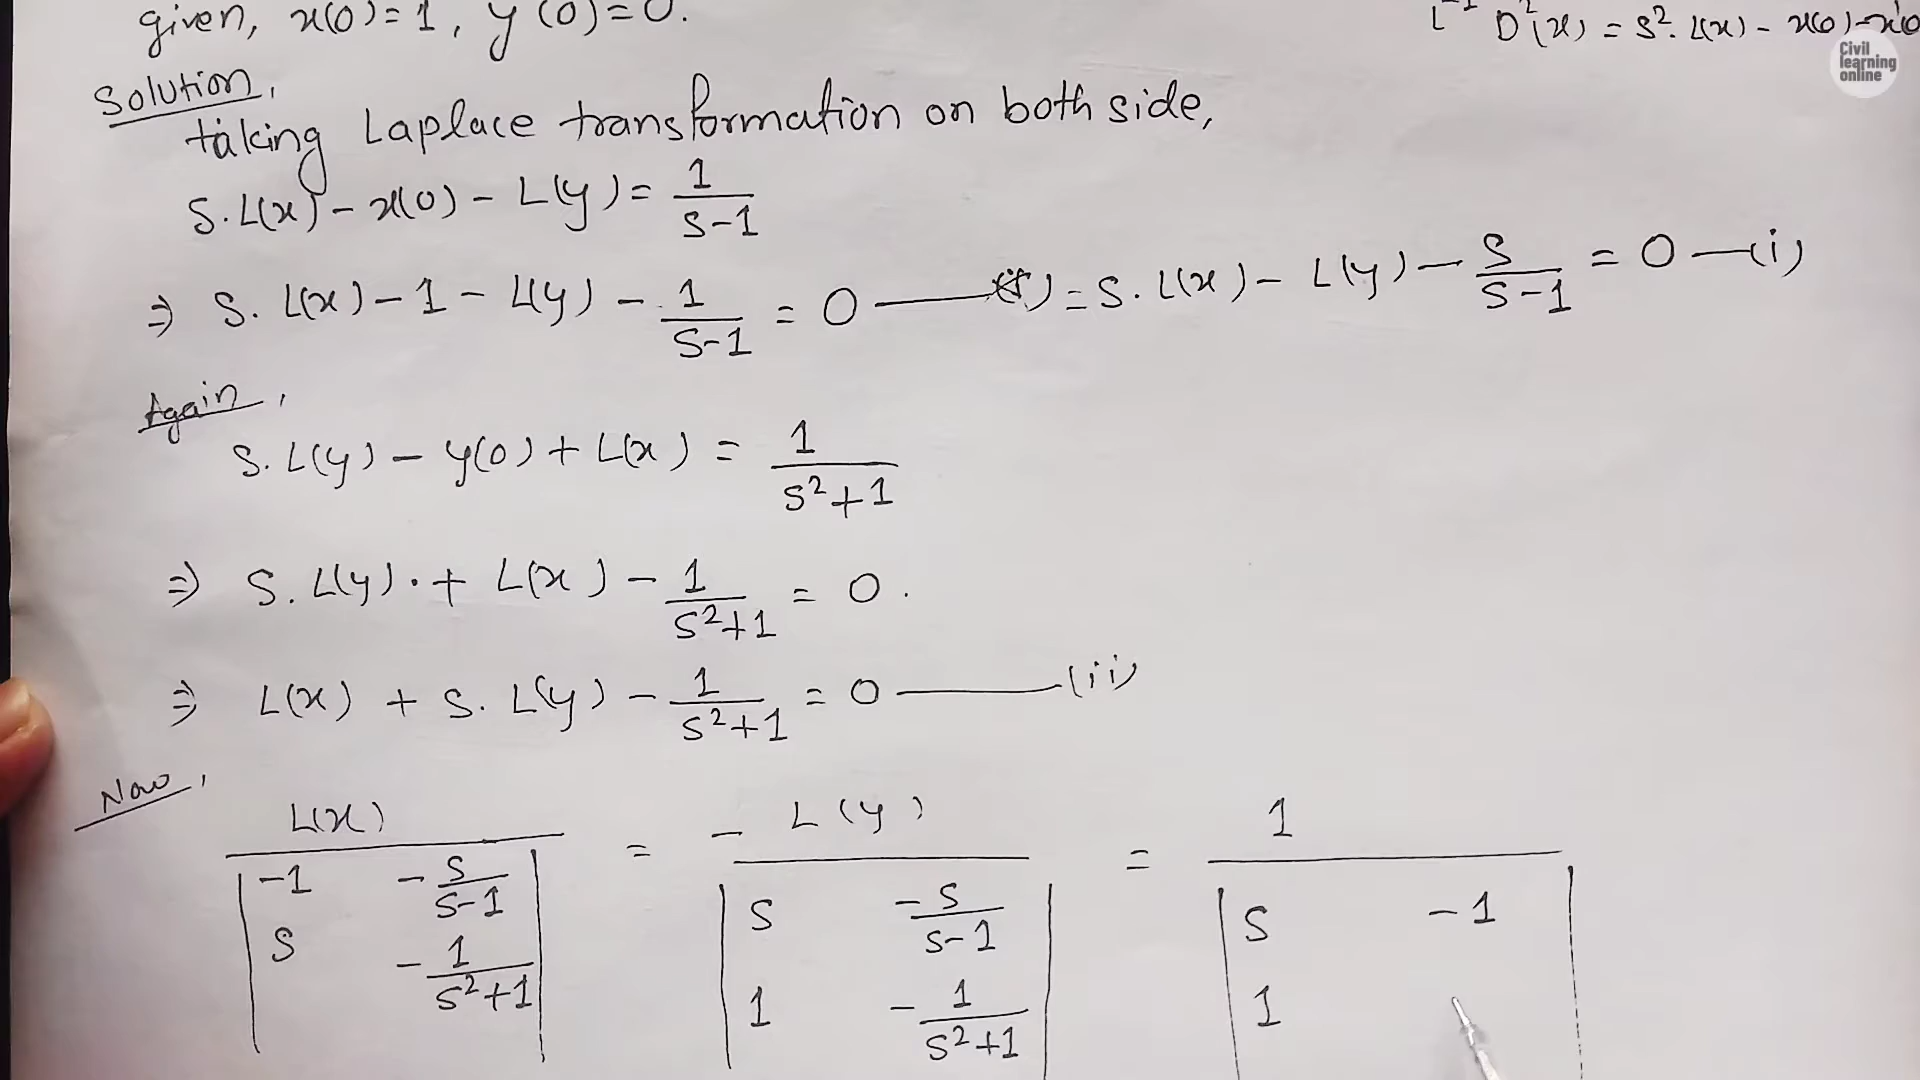 given, x(0)=1, y(0)=0.
L⁻¹ D²(x) = s². L(x) - x(0) - x'(0
Civil learning online
Solution,
taking Laplace transformation on both side,
S.L(x) - x(0) - L(y) = 1/(s-1)
⇒ S. L(x) - 1 - L(y) - 1/(s-1) = 0 —— = S. L(x) - L(y) - s/(s-1) = 0 —(i)
Again,
S. L(y) - y(0) + L(x) = 1/(s²+1)
⇒ S. L(y). + L(x) - 1/(s²+1) = 0.
⇒ L(x) + S. L(y) - 1/(s²+1) = 0 ——(ii)
Now,
L(x) = - L(y) = 1
-1 -s/(s-1) S -s/(s-1) S -1
S -1/(s²+1) 1 -1/(s²+1) 1